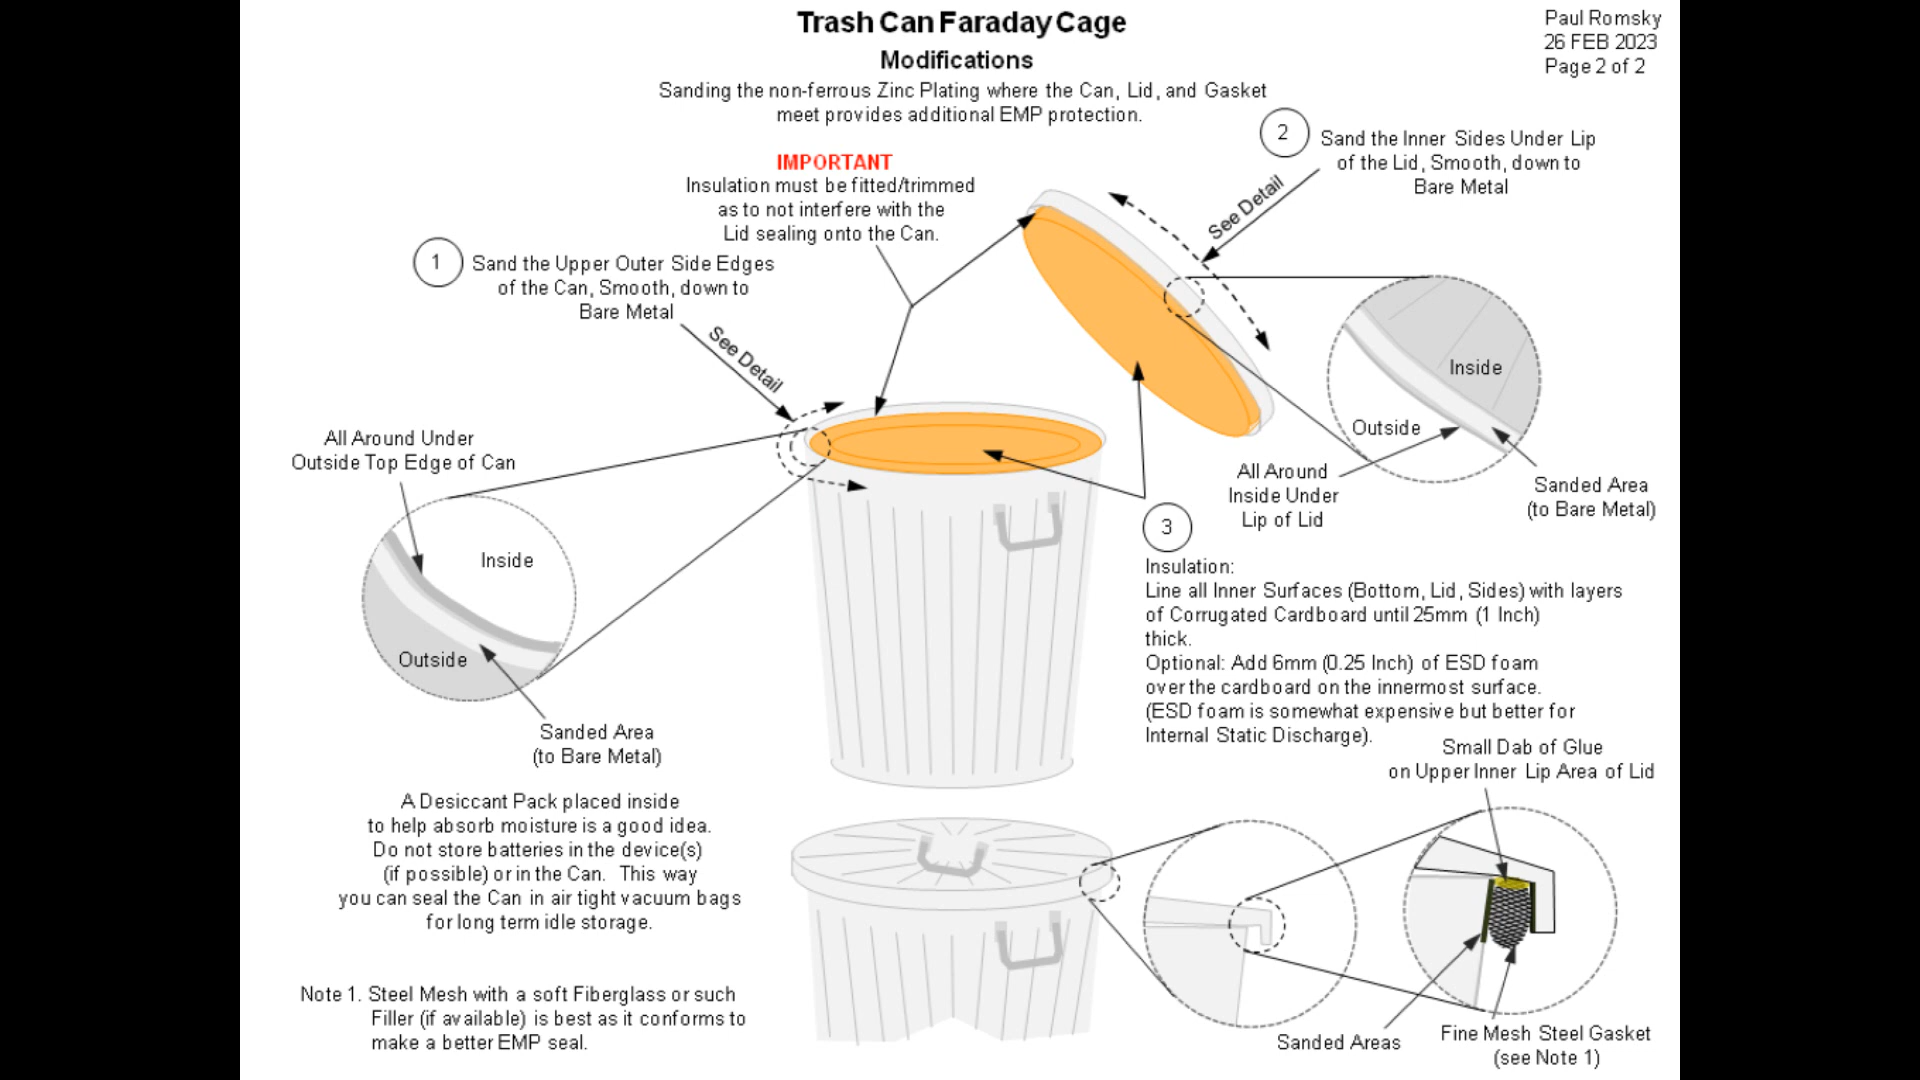 Trash Can Faraday Cage
Modifications
Sanding the non-ferrous Zinc Plating where the Can, Lid, and Gasket
meet provides additional EMP protection.
Paul Romsky
26 FEB 2023
Page 2 of 2
IMPORTANT
Insulation must be fitted/trimmed
as to not interfere with the
Lid sealing onto the Can.
2
Sand the Inner Sides Under Lip
of the Lid, Smooth, down to
Bare Metal
See Detail
1
Sand the Upper Outer Side Edges
of the Can, Smooth, down to
Bare Metal
See Detail
All Around Under
Outside Top Edge of Can
Inside
Outside
Sanded Area
(to Bare Metal)
Inside
Outside
All Around
Inside Under
Lip of Lid
Sanded Area
(to Bare Metal)
3
Insulation:
Line all Inner Surfaces (Bottom, Lid, Sides) with layers
of Corrugated Cardboard until 25mm (1 Inch)
thick.
Optional: Add 6mm (0.25 Inch) of ESD foam
over the cardboard on the innermost surface.
(ESD foam is somewhat expensive but better for
Internal Static Discharge).
Small Dab of Glue
on Upper Inner Lip Area of Lid
A Desiccant Pack placed inside
to help absorb moisture is a good idea.
Do not store batteries in the device(s)
(if possible) or in the Can. This way
you can seal the Can in air tight vacuum bags
for long term idle storage.
Note 1. Steel Mesh with a soft Fiberglass or such
Filler (if available) is best as it conforms to
make a better EMP seal.
Sanded Areas
Fine Mesh Steel Gasket
(see Note 1)